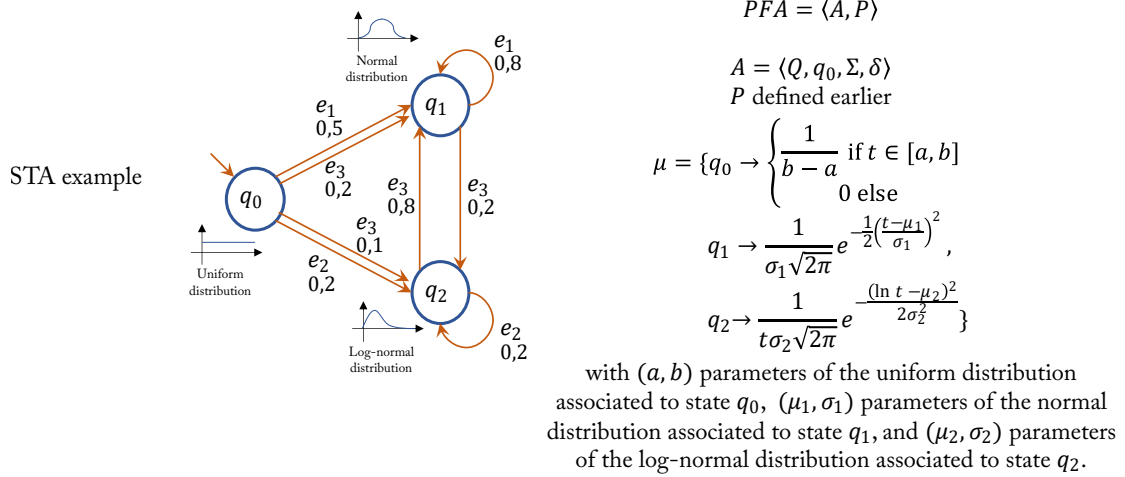 STA example
Normal
distribution
e₁
0,8
q₁
e₁
0,5
e₃
0,2
q₀
e₃
0,8
e₃
0,2
e₃
0,1
e₂
0,2
Uniform
distribution
q₂
Log-normal
distribution
e₂
0,2
PFA = ⟨A, P⟩
A = ⟨Q, q₀, Σ, δ⟩
P defined earlier
μ = {q₀ → { 1/(b − a) if t ∈ [a, b]
0 else
q₁ → 1/(σ₁√(2π)) e^(−(1/2)((t−μ₁)/σ₁)²) ,
q₂→ 1/(tσ₂√(2π)) e^(−(ln t −μ₂)²/(2σ₂²)) }
with (a, b) parameters of the uniform distribution
associated to state q₀, (μ₁, σ₁) parameters of the normal
distribution associated to state q₁, and (μ₂, σ₂) parameters
of the log-normal distribution associated to state q₂.